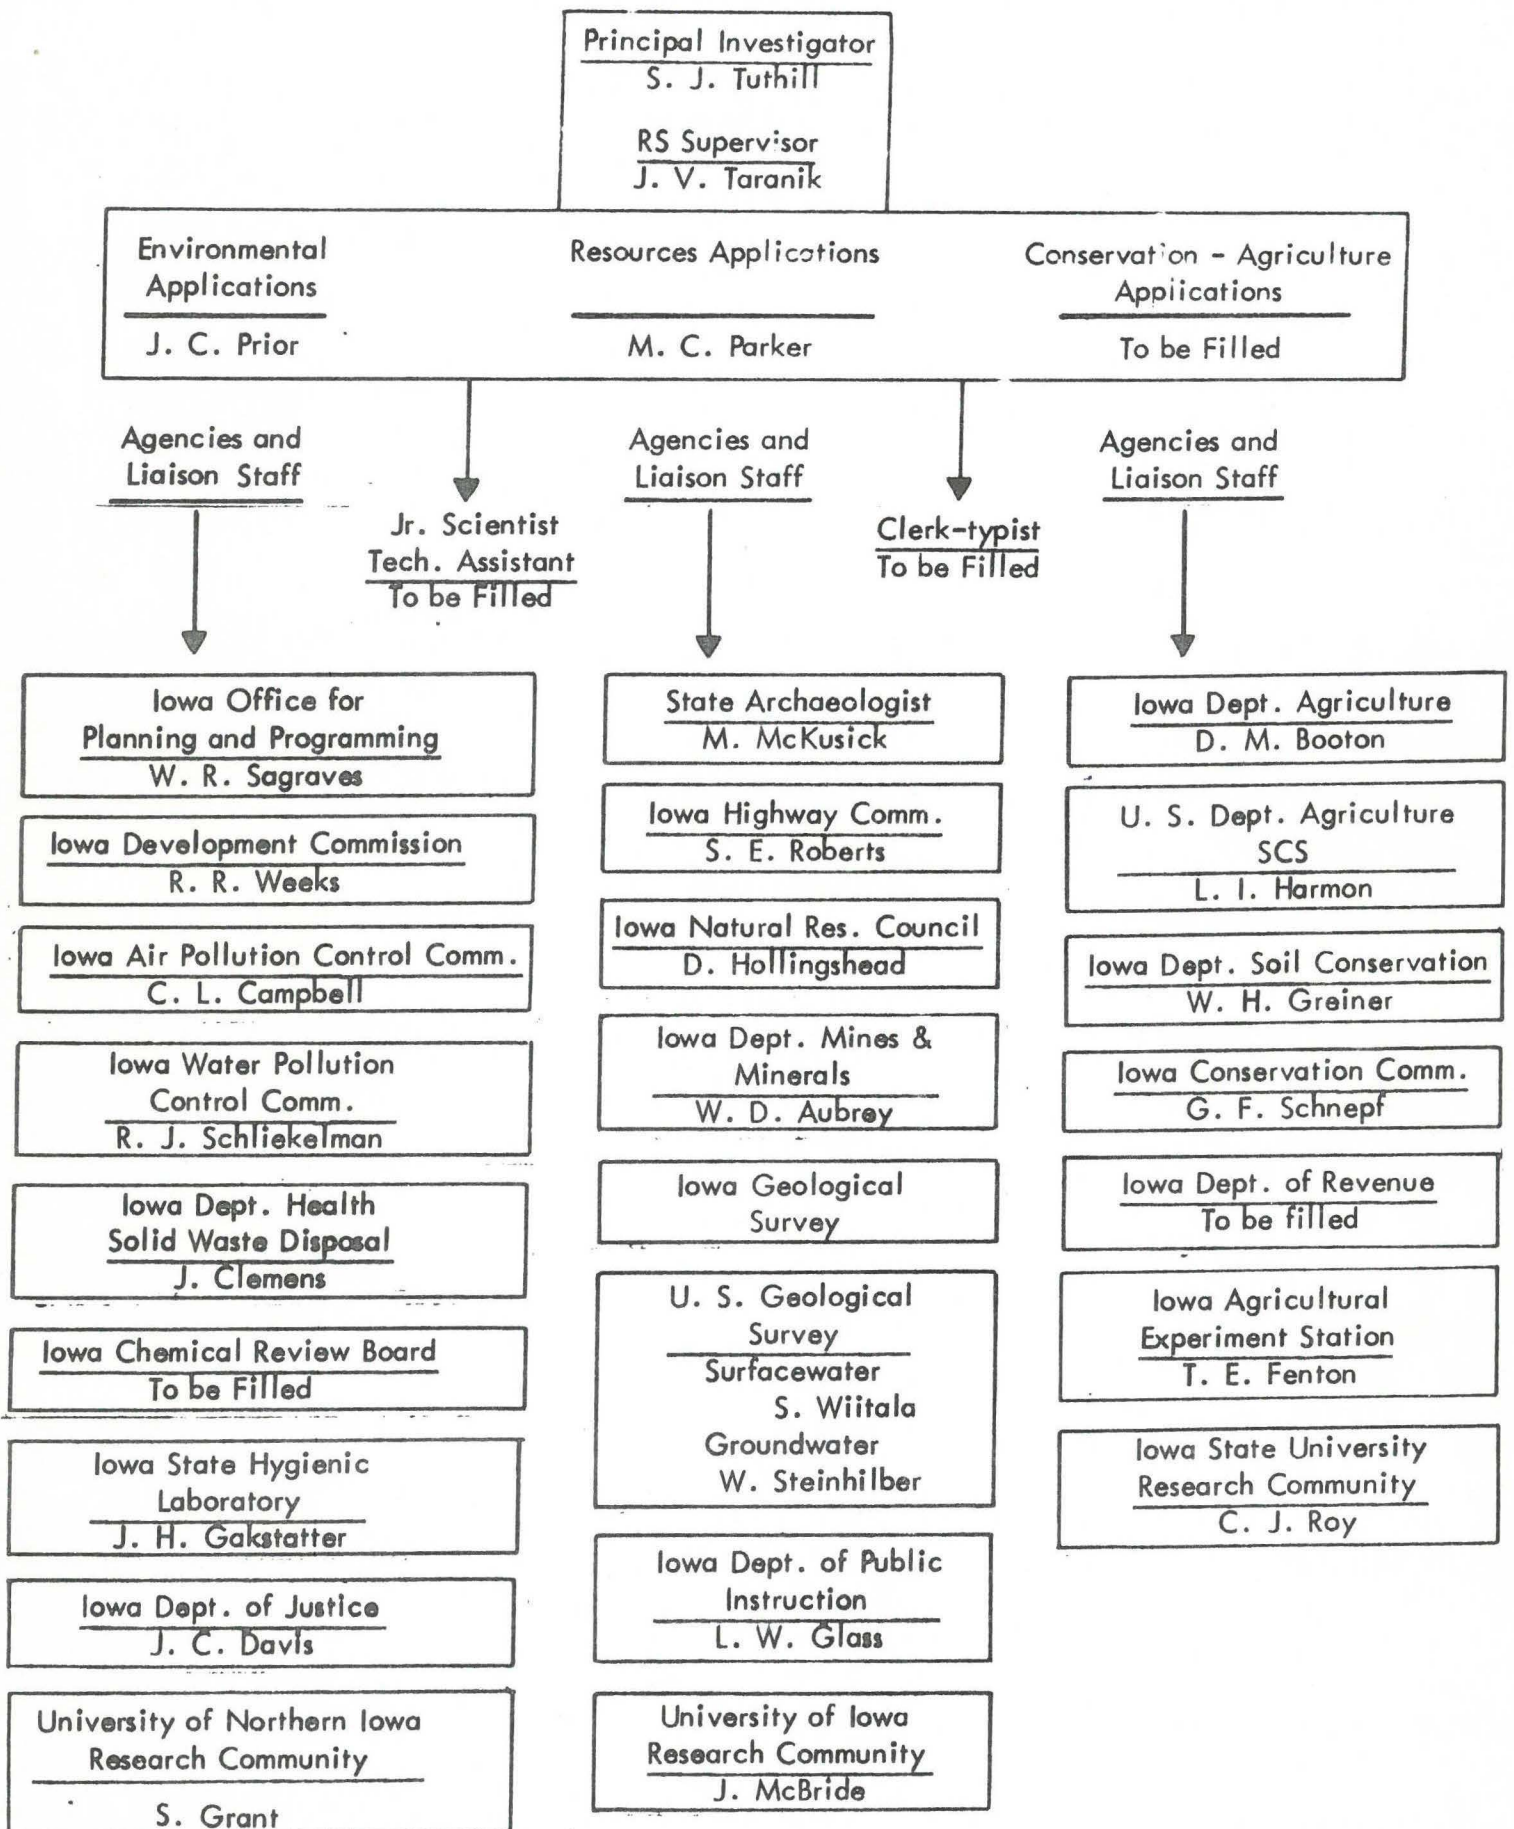 Principal Investigator
S. J. Tuthill
RS Supervisor
J. V. Taranik
Environmental
Applications
J. C. Prior
Resources Applications
M. C. Parker
Conservation - Agriculture
Applications
To be Filled
Agencies and
Liaison Staff
Jr. Scientist
Tech. Assistant
To be Filled
Agencies and
Liaison Staff
Clerk-typist
To be Filled
Agencies and
Liaison Staff
Iowa Office for
Planning and Programming
W. R. Sagraves
Iowa Development Commission
R. R. Weeks
Iowa Air Pollution Control Comm.
C. L. Campbell
Iowa Water Pollution
Control Comm.
R. J. Schliekelman
Iowa Dept. Health
Solid Waste Disposal
J. Clemens
Iowa Chemical Review Board
To be Filled
Iowa State Hygienic
Laboratory
J. H. Gakstatter
Iowa Dept. of Justice
J. C. Davis
University of Northern Iowa
Research Community
S. Grant
State Archaeologist
M. McKusick
Iowa Highway Comm.
S. E. Roberts
Iowa Natural Res. Council
D. Hollingshead
Iowa Dept. Mines &
Minerals
W. D. Aubrey
Iowa Geological
Survey
U. S. Geological
Survey
Surfacewater
S. Wiitala
Groundwater
W. Steinhilber
Iowa Dept. of Public
Instruction
L. W. Glass
University of Iowa
Research Community
J. McBride
Iowa Dept. Agriculture
D. M. Booton
U. S. Dept. Agriculture
SCS
L. I. Harmon
Iowa Dept. Soil Conservation
W. H. Greiner
Iowa Conservation Comm.
G. F. Schnepf
Iowa Dept. of Revenue
To be filled
Iowa Agricultural
Experiment Station
T. E. Fenton
Iowa State University
Research Community
C. J. Roy